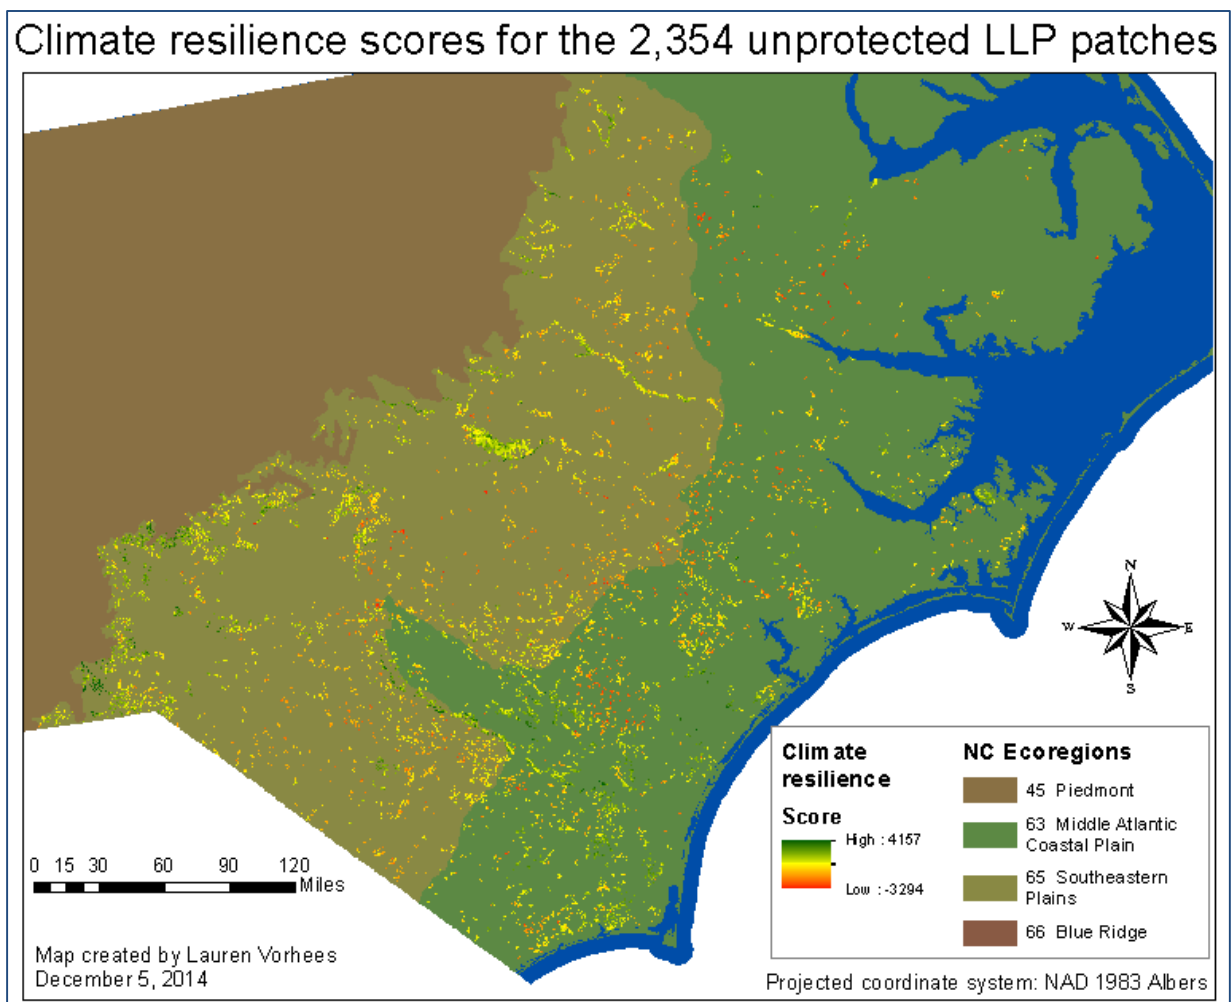 Climate resilience scores for the 2,354 unprotected LLP patches
N
W
E
S
Climate
resilience
Score
High : 4157
Low : -3294
NC Ecoregions
45 Piedmont
63 Middle Atlantic
Coastal Plain
65 Southeastern
Plains
66 Blue Ridge
0 15 30 60 90 120
Miles
Map created by Lauren Vorhees
December 5, 2014
Projected coordinate system: NAD 1983 Albers